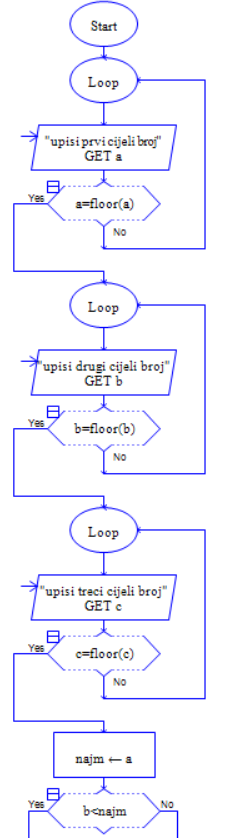 Start
Loop
"upisi prvi cijeli broj"
GET a
Yes
a=floor(a)
No
Loop
"upisi drugi cijeli broj"
GET b
Yes
b=floor(b)
No
Loop
"upisi treci cijeli broj"
GET c
Yes
c=floor(c)
No
najm ← a
Yes
b<najm
No